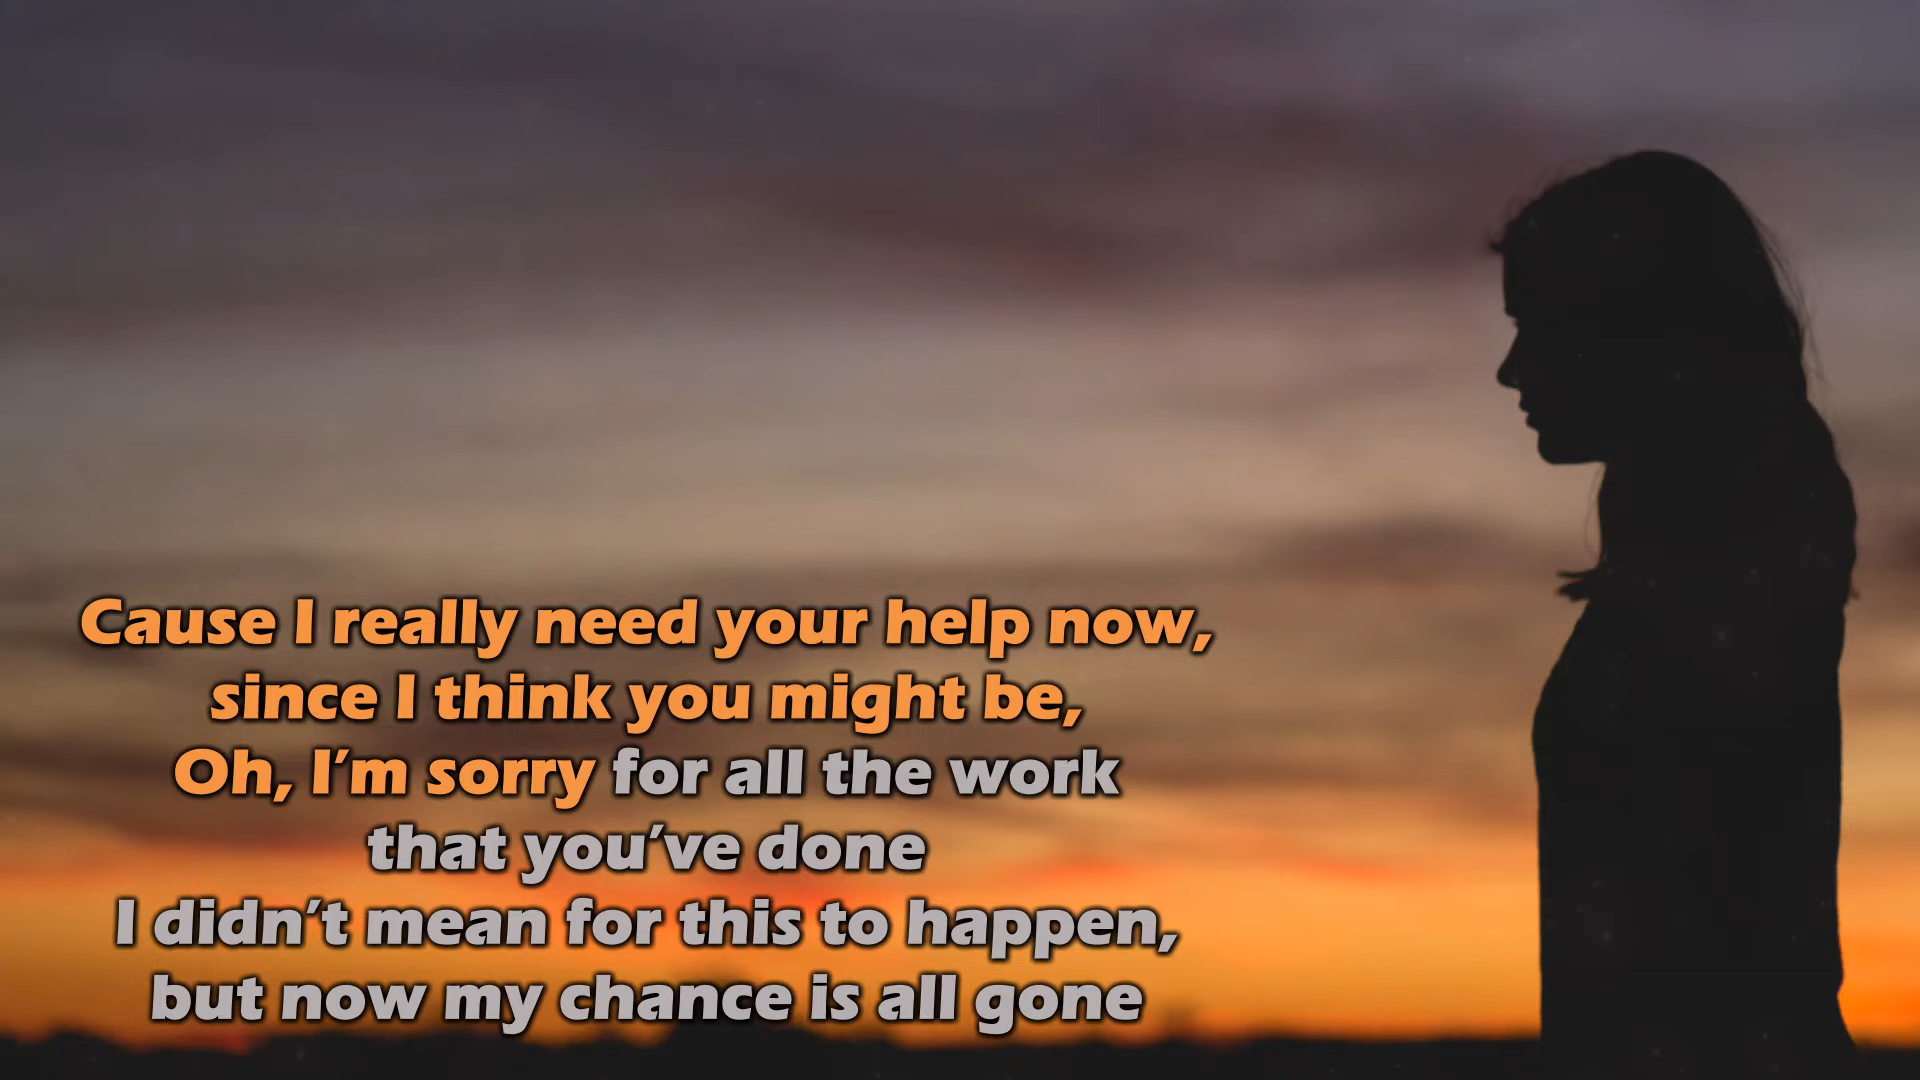 Cause I really need your help now,
since I think you might be,
Oh, I'm sorry for all the work
that you've done
I didn't mean for this to happen,
but now my chance is all gone